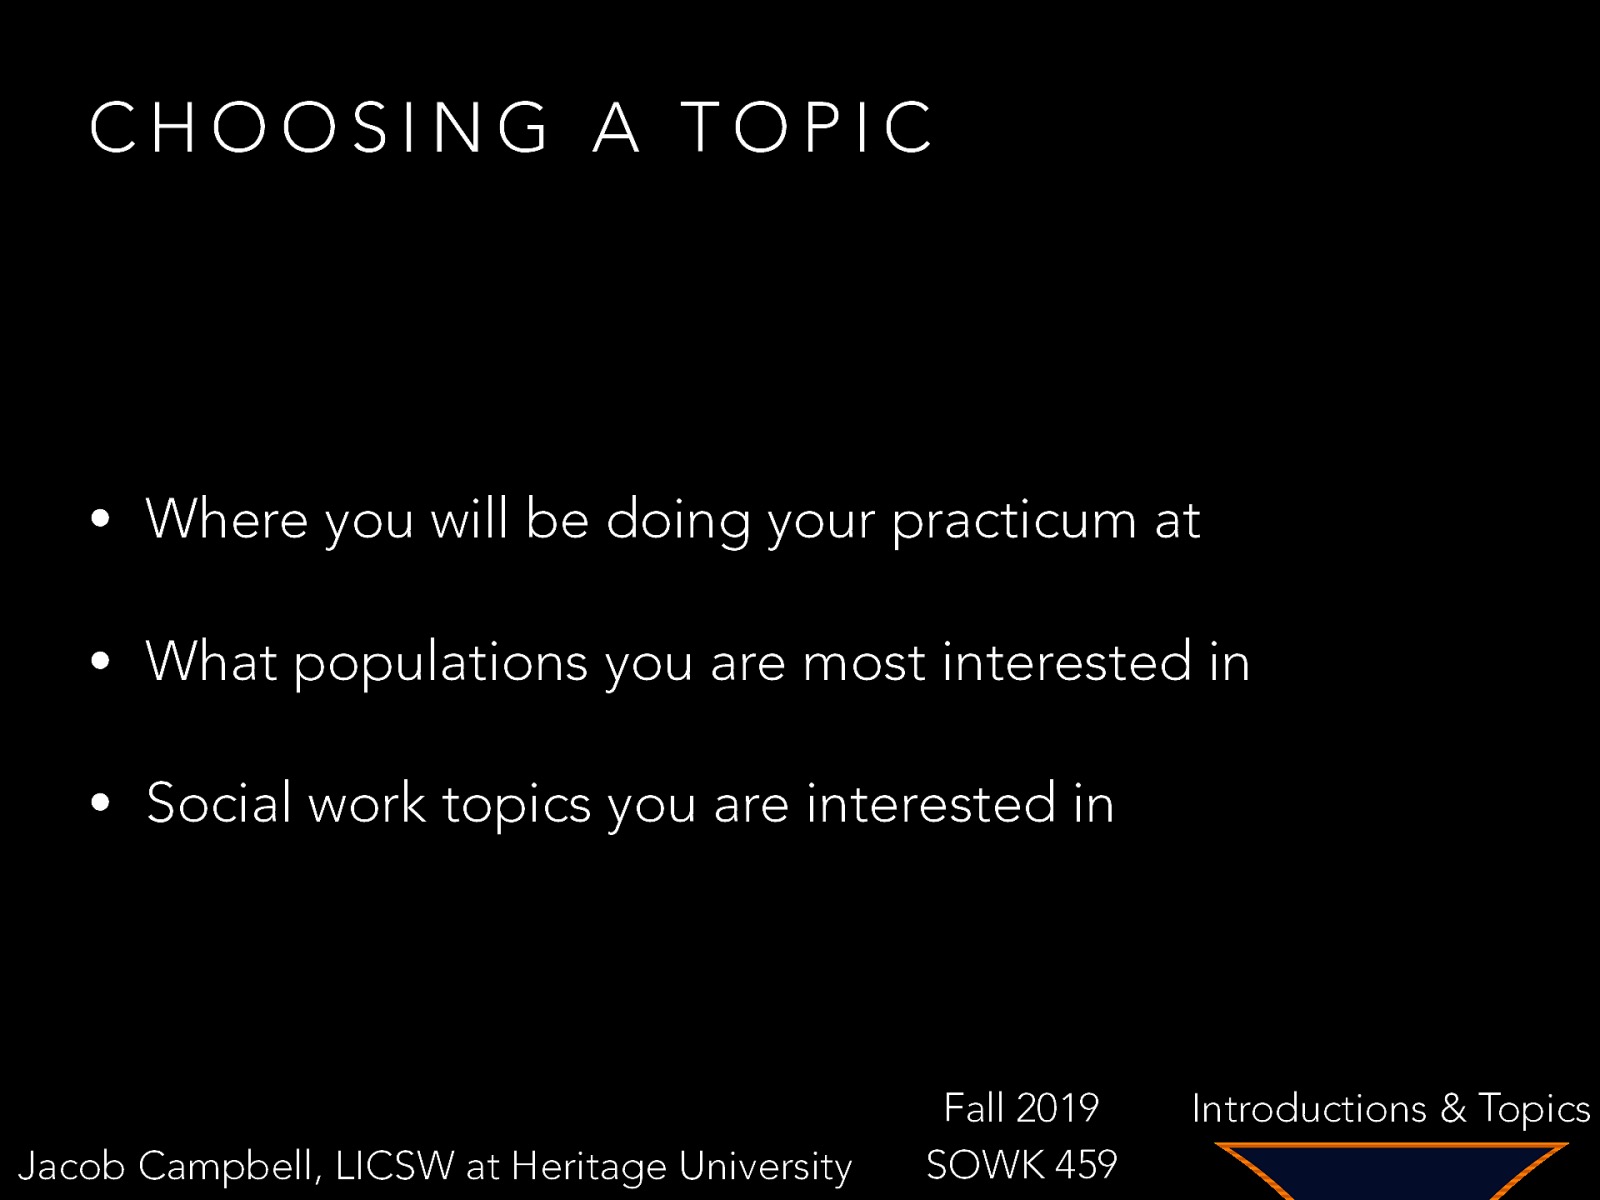 CHOOSING A TOPIC
• Where you will be doing your practicum at
• What populations you are most interested in
• Social work topics you are interested in
Fall 2019
Introductions & Topics
Jacob Campbell, LICSW at Heritage University
SOWK 459